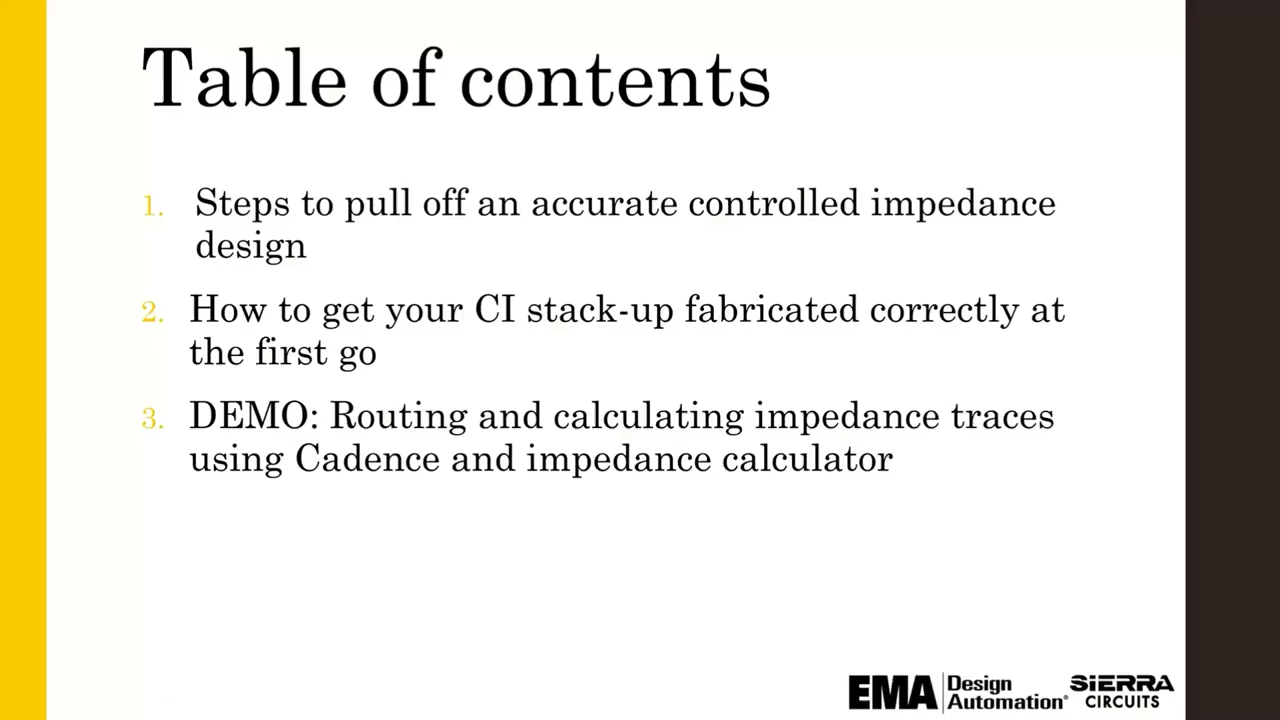 Table of contents
1. Steps to pull off an accurate controlled impedance
design
2. How to get your CI stack-up fabricated correctly at
the first go
3. DEMO: Routing and calculating impedance traces
using Cadence and impedance calculator
EMA Design
Automation®
SIERRA
CIRCUITS